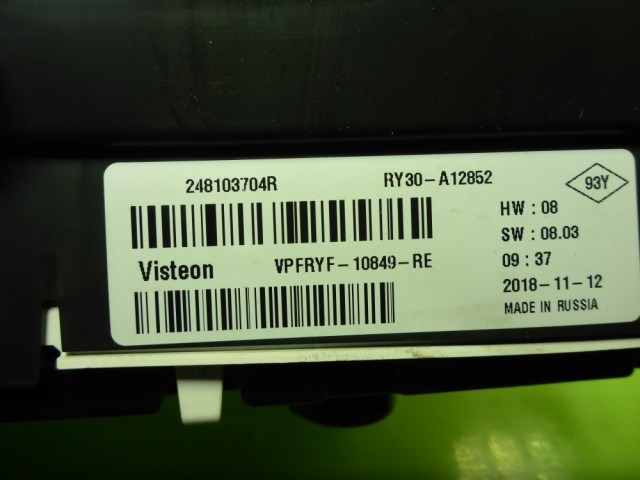 248103704R RY30-A12852 93Y
HW : 08
SW : 08.03
Visteon VPFRYF-10849-RE 09 : 37
2018-11-12
MADE IN RUSSIA